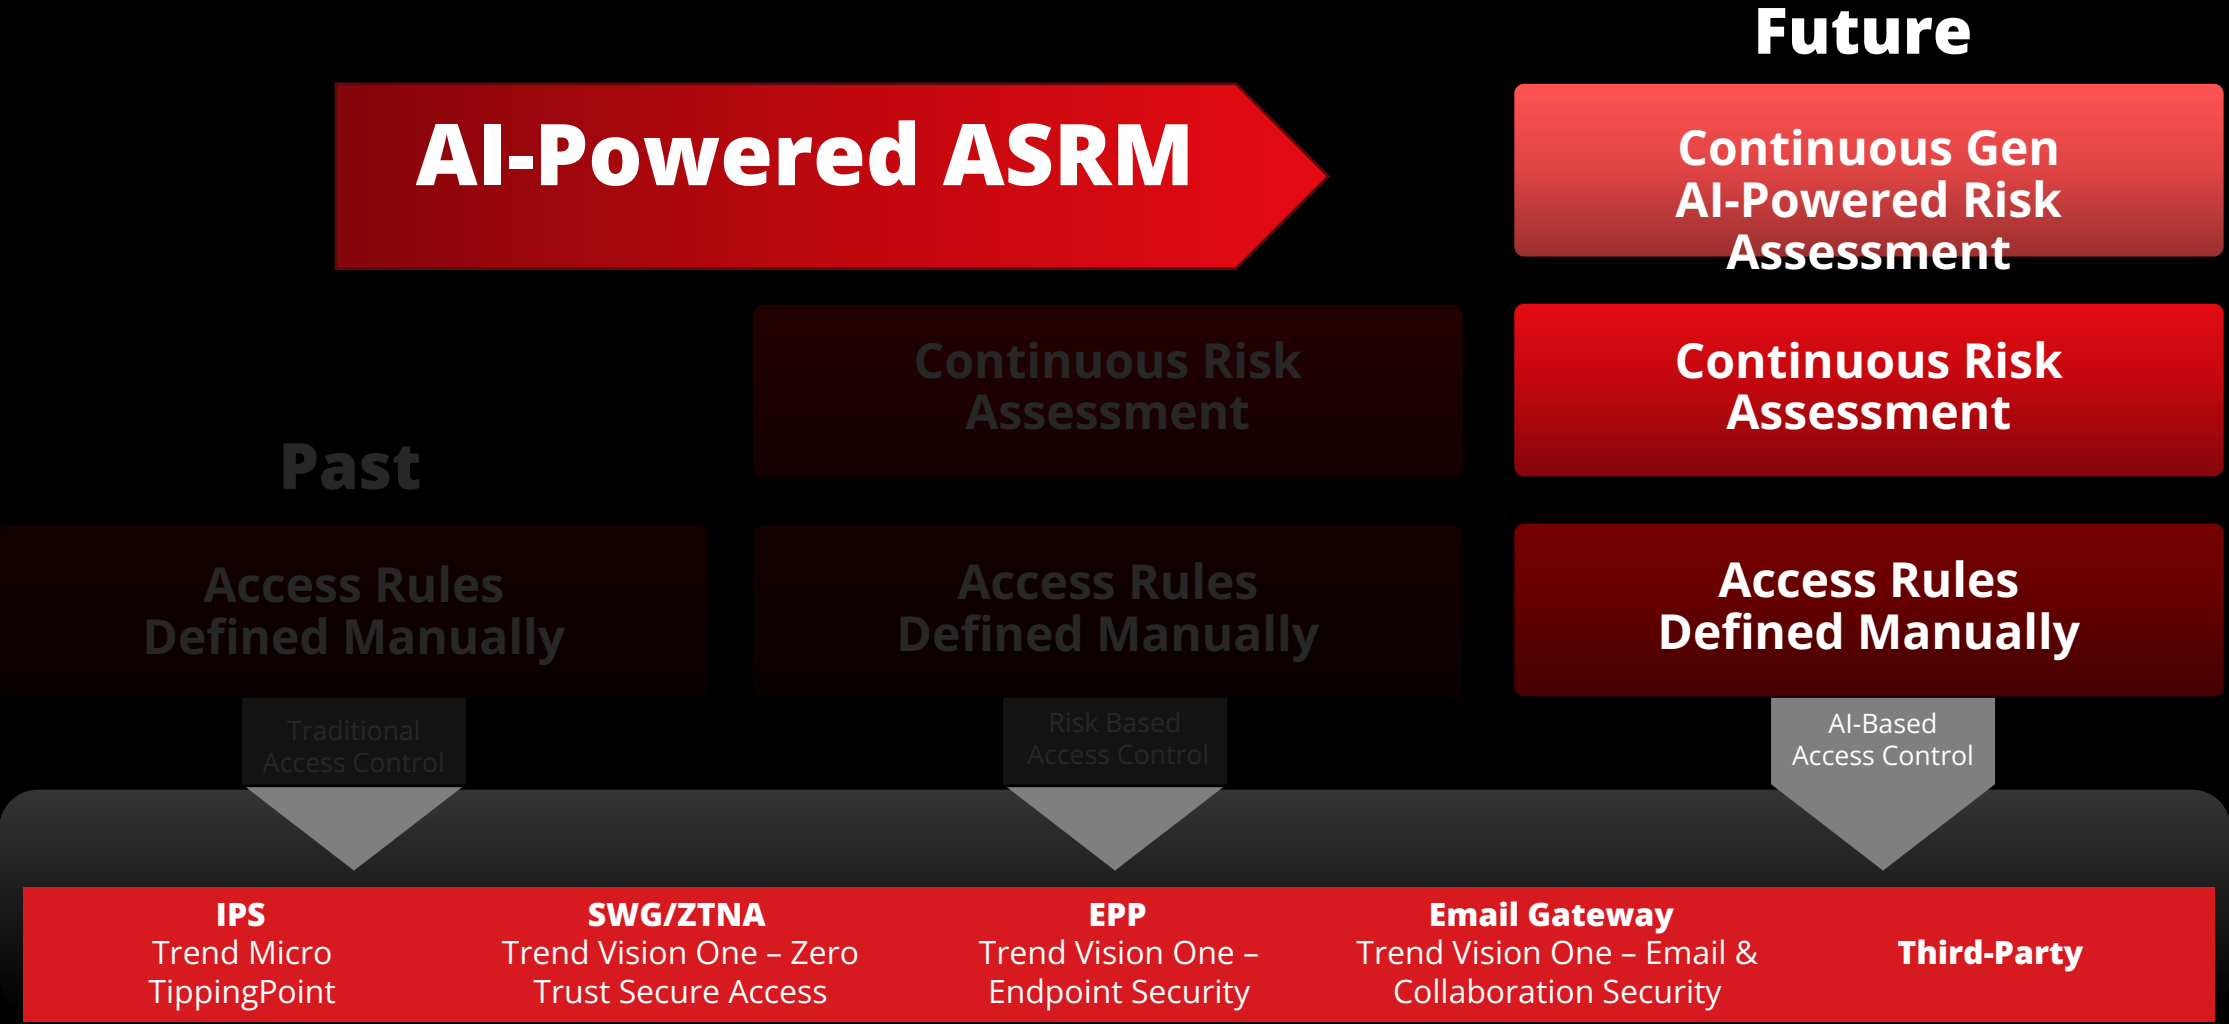 Future
AI-Powered ASRM
Continuous Gen
AI-Powered Risk
Assessment
Continuous Risk
Assessment
Continuous Risk
Assessment
Past
Access Rules
Defined Manually
Access Rules
Defined Manually
Access Rules
Defined Manually
Traditional
Access Control
Risk Based
Access Control
AI-Based
Access Control
IPS
Trend Micro
TippingPoint
SWG/ZTNA
Trend Vision One – Zero
Trust Secure Access
EPP
Trend Vision One –
Endpoint Security
Email Gateway
Trend Vision One – Email &
Collaboration Security
Third-Party